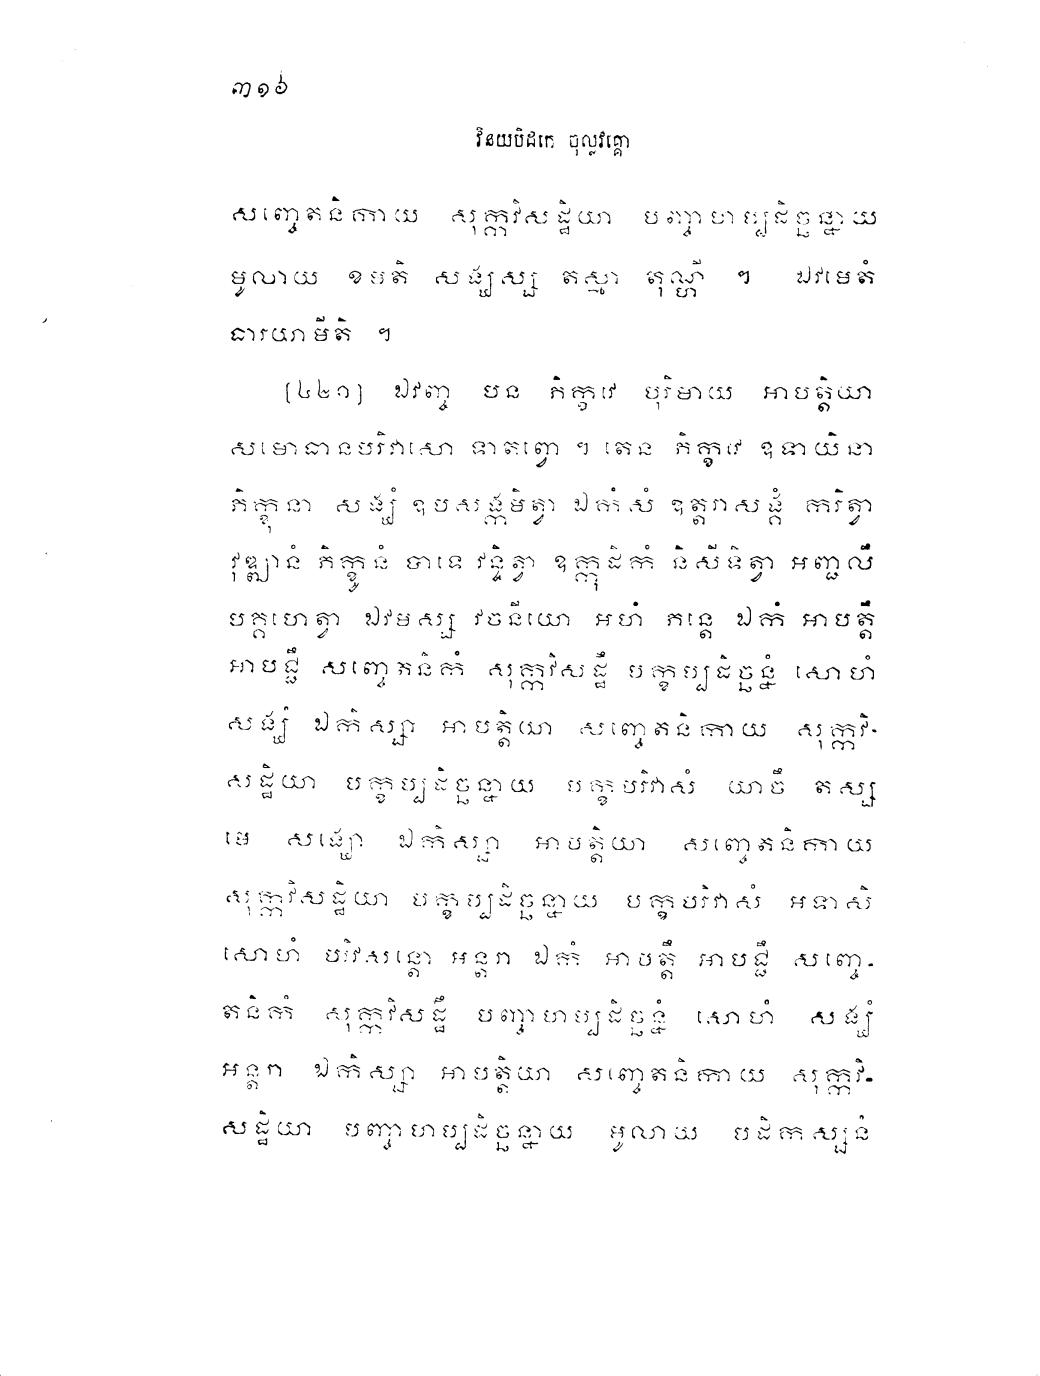 ៣១៦
វិនយបិដកេ ចុល្លវគ្គោ
សញ្ចេតនិកាយ សុក្កវិសដ្ឋិយា បញ្ចាហប្បដិច្ឆន្នាយ
មូលាយ ខមតិ សង្ឃស្ស តស្មា តុណ្ហី ។ ឯវមេតំ
ធារយាមីតិ ។
[៤៤១] ឯវញ្ច បន ភិក្ខវេ បុរិមាយ អាបត្តិយា
សមោធានបរិវាសោ ទាតព្វោ ។ តេន ភិក្ខវេ ឧទាយិនា
ភិក្ខុនា សង្ឃំ ឧបសង្កមិត្វា ឯកំសំ ឧត្តរាសង្គំ ករិត្វា
វុឌ្ឍានំ ភិក្ខូនំ បាទេ វន្ទិត្វា ឧក្កុដិកំ និសីទិត្វា អញ្ជលឹ
បគ្គហេត្វា ឯវមស្ស វចនីយោ អហំ ភន្តេ ឯកំ អាបត្តឹ
អាបជ្ជឹ សញ្ចេតនិកំ សុក្កវិសដ្ឋឹ បក្ខប្បដិច្ឆន្នំ សោហំ
សង្ឃំ ឯកិស្សា អាបត្តិយា សញ្ចេតនិកាយ សុក្កវិ-
សដ្ឋិយា បក្ខប្បដិច្ឆន្នាយ បក្ខបរិវាសំ យាចឹ តស្ស
មេ សង្ឃោ ឯកិស្សា អាបត្តិយា សញ្ចេតនិកាយ
សុក្កវិសដ្ឋិយា បក្ខប្បដិច្ឆន្នាយ បក្ខបរិវាសំ អទាសិ
សោហំ បរិវសន្តោ អន្តរា ឯកំ អាបត្តឹ អាបជ្ជឹ សញ្ចេ-
តនិកំ សុក្កវិសដ្ឋឹ បញ្ចាហប្បដិច្ឆន្នំ សោហំ សង្ឃំ
អន្តរា ឯកិស្សា អាបត្តិយា សញ្ចេតនិកាយ សុក្កវិ-
សដ្ឋិយា បញ្ចាហប្បដិច្ឆន្នាយ មូលាយ បដិកស្សនំ